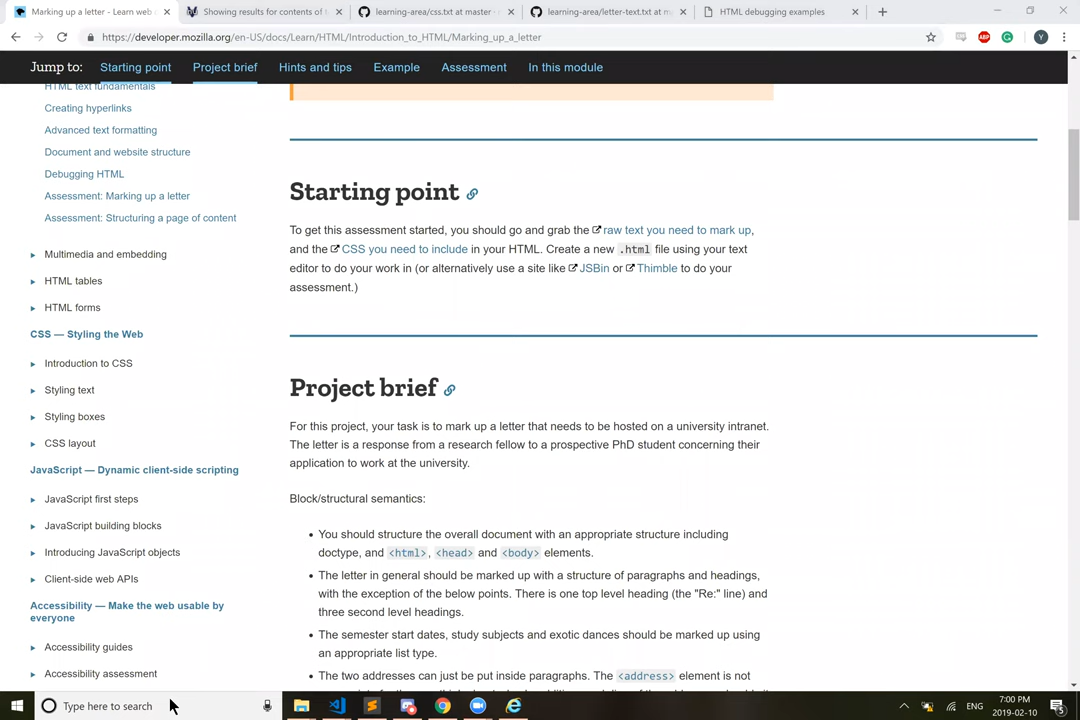 Marking up a letter - Learn web
Showing results for contents of
learning-area/css.txt at master
learning-area/letter-text.txt at m
HTML debugging examples
https://developer.mozilla.org/en-US/docs/Learn/HTML/Introduction_to_HTML/Marking_up_a_letter
ABP
G
Y
Jump to:
Starting point
Project brief
Hints and tips
Example
Assessment
In this module
HTML text fundamentals
Creating hyperlinks
Advanced text formatting
Document and website structure
Debugging HTML
Assessment: Marking up a letter
Assessment: Structuring a page of content
Multimedia and embedding
HTML tables
HTML forms
CSS — Styling the Web
Introduction to CSS
Styling text
Styling boxes
CSS layout
JavaScript — Dynamic client-side scripting
JavaScript first steps
JavaScript building blocks
Introducing JavaScript objects
Client-side web APIs
Accessibility — Make the web usable by
everyone
Accessibility guides
Accessibility assessment
Starting point
To get this assessment started, you should go and grab the raw text you need to mark up,
and the CSS you need to include in your HTML. Create a new .html file using your text
editor to do your work in (or alternatively use a site like JSBin or Thimble to do your
assessment.)
Project brief
For this project, your task is to mark up a letter that needs to be hosted on a university intranet.
The letter is a response from a research fellow to a prospective PhD student concerning their
application to work at the university.
Block/structural semantics:
You should structure the overall document with an appropriate structure including
doctype, and <html>, <head> and <body> elements.
The letter in general should be marked up with a structure of paragraphs and headings,
with the exception of the below points. There is one top level heading (the "Re:" line) and
three second level headings.
The semester start dates, study subjects and exotic dances should be marked up using
an appropriate list type.
The two addresses can just be put inside paragraphs. The <address> element is not
Type here to search
ENG
7:00 PM
2019-02-10
5